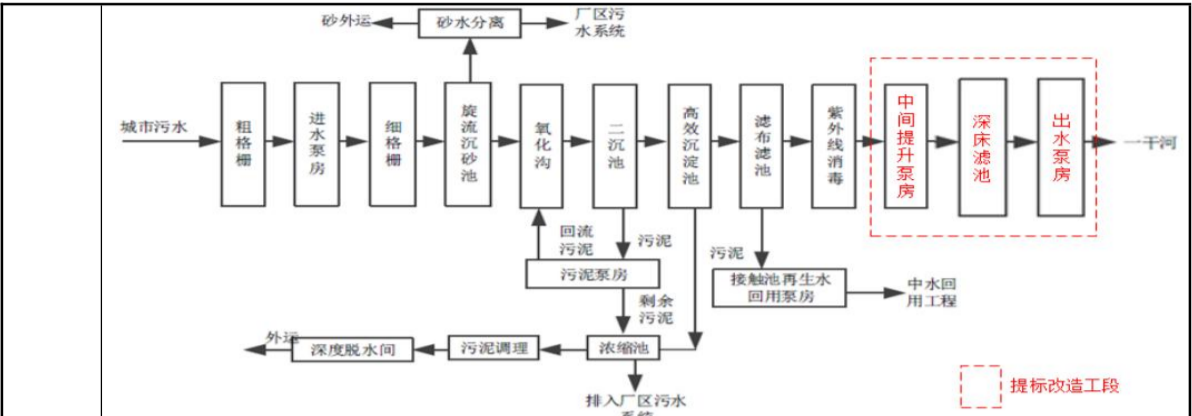 砂外运
砂水分离
厂区污
水系统
城市污水
粗格栅
进水泵房
细格栅
旋流沉砂池
氧化沟
二沉池
高效沉淀池
滤布滤池
紫外线消毒
中间提升泵房
深床滤池
出水泵房
一干河
回流
污泥
污泥
污泥
污泥泵房
接触池再生水
回用泵房
中水回
用工程
剩余
污泥
外运
深度脱水间
污泥调理
浓缩池
排入厂区污水
系统
提标改造工段